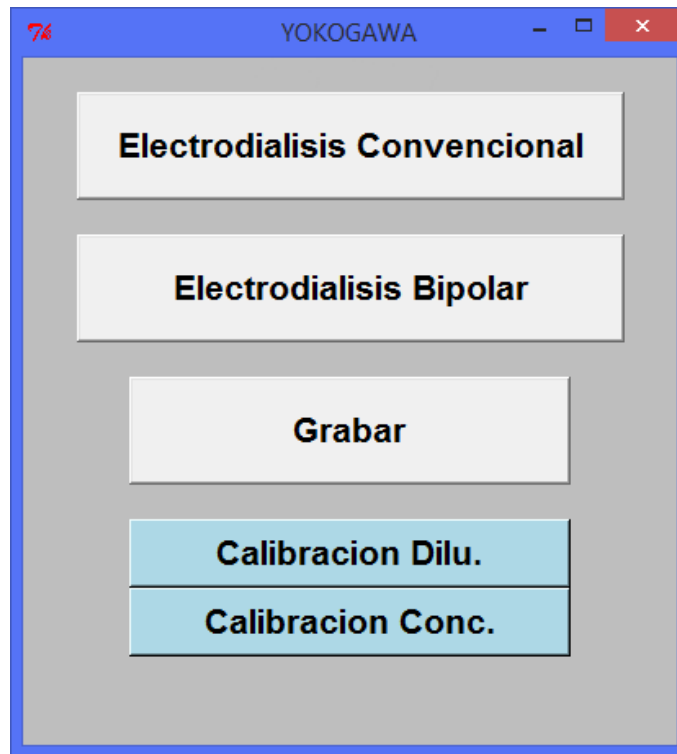 YOKOGAWA
Electrodialisis Convencional
Electrodialisis Bipolar
Grabar
Calibracion Dilu.
Calibracion Conc.